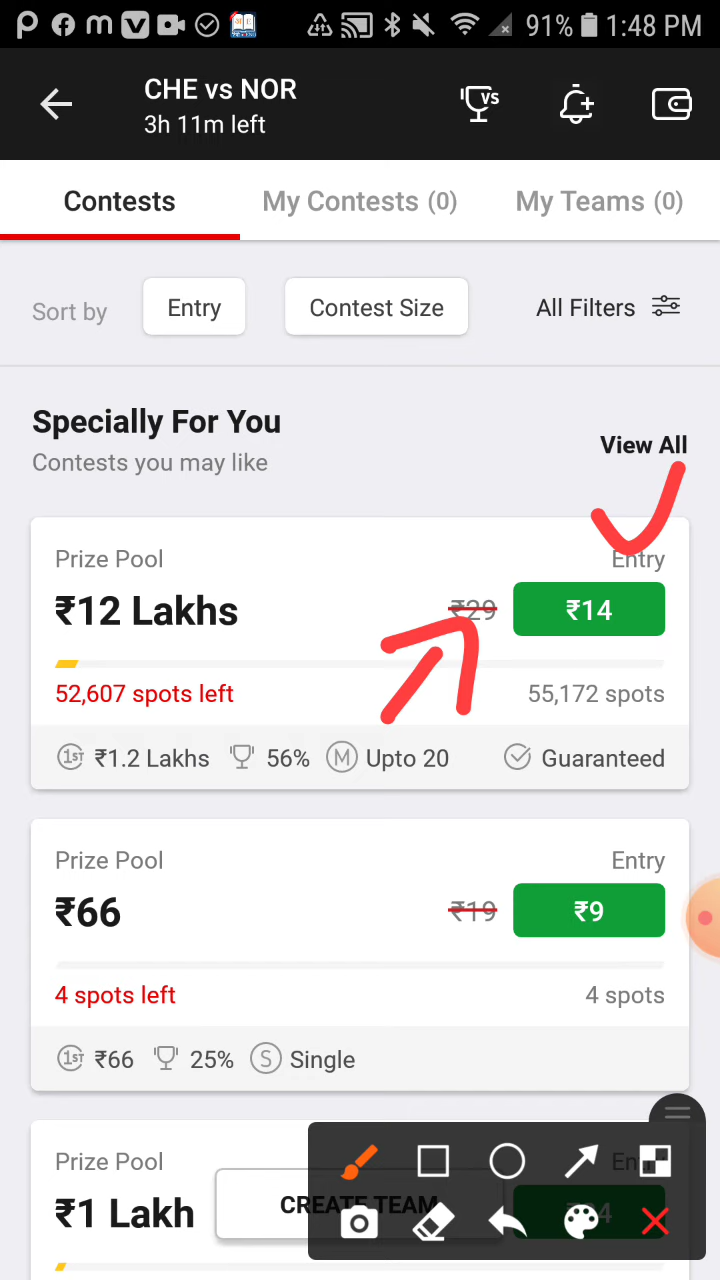 91% 1:48 PM
CHE vs NOR
3h 11m left
VS
Contests My Contests (0) My Teams (0)
Sort by Entry Contest Size All Filters
Specially For You
View All
Contests you may like
Prize Pool Entry
₹12 Lakhs ₹29 ₹14
52,607 spots left 55,172 spots
1ST ₹1.2 Lakhs 56% M Upto 20 Guaranteed
Prize Pool Entry
₹66 ₹19 ₹9
4 spots left 4 spots
1ST ₹66 25% S Single
Prize Pool
₹1 Lakh CREATE TEAM